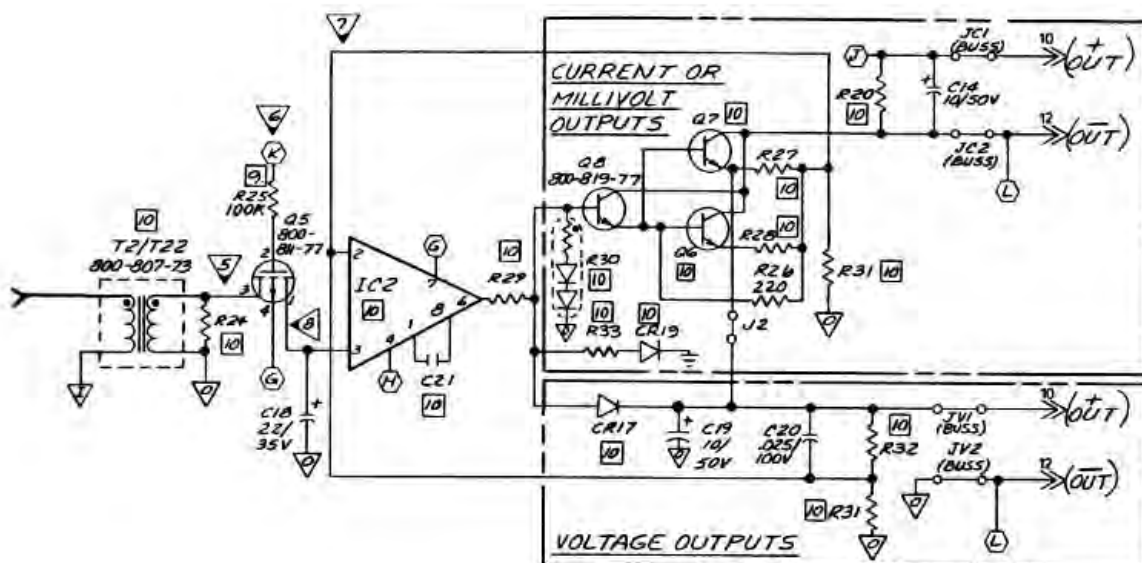 7
CURRENT OR
MILLIVOLT
OUTPUTS
10
Q7
Q8
800-819-77
R27
10
Q6
10
R28
10
R26
220
R31
10
J2
J
R20
10
C14
10/50V
+
JC1
(BUSS)
10
(+OUT)
JC2
(BUSS)
12
(-OUT)
L
6
K
9
R25
100K
Q5
800-
811-77
2
3
1
4
5
8
G
10
T2/T22
800-807-73
R24
10
I
O
C18
22/
35V
+
O
2
IC2
10
3
4
1
7
6
8
G
H
C21
10
10
R29
R30
10
10
R33
10
CR19
O
CR17
10
+
C19
10/
50V
O
C20
.025/
100V
10
R32
10
R31
O
JV1
(BUSS)
JV2
(BUSS)
O
10
(+OUT)
12
(-OUT)
L
VOLTAGE OUTPUTS